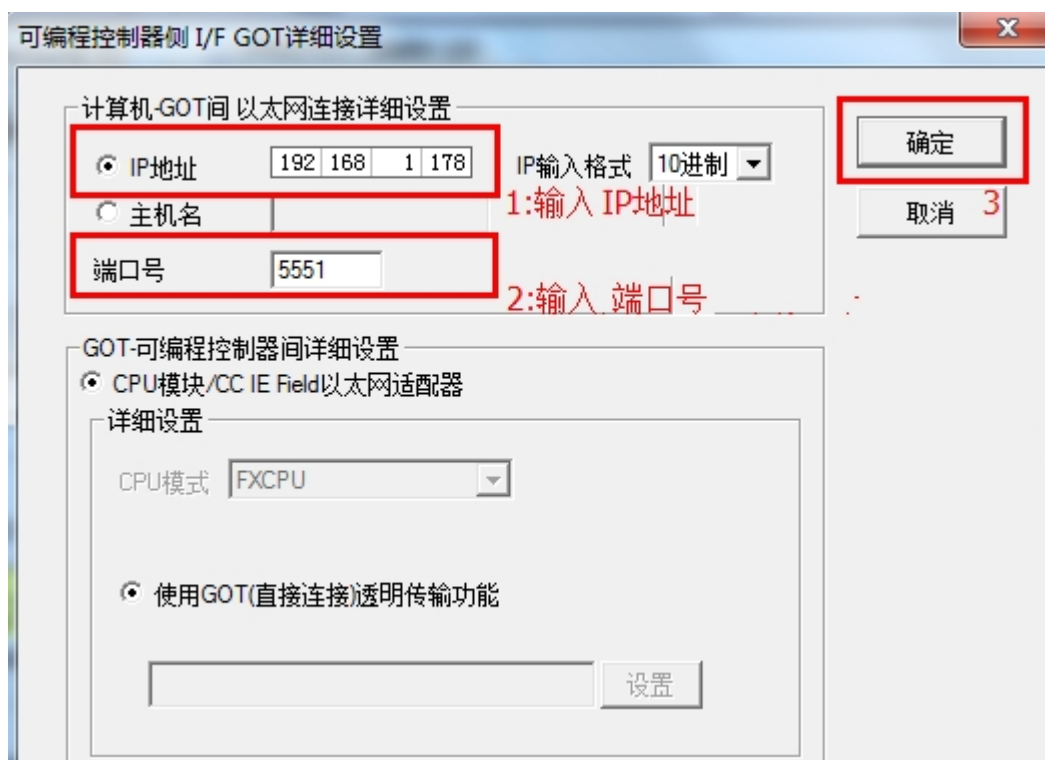 可编程控制器侧 I/F GOT详细设置
计算机-GOT间 以太网连接详细设置
IP地址 192 168 1 178 IP输入格式 10进制
1:输入 IP地址
主机名
端口号 5551
2:输入 端口号
确定
取消 3
GOT-可编程控制器间详细设置
CPU模块/CC IE Field以太网适配器
详细设置
CPU模式 FXCPU
使用GOT(直接连接)透明传输功能
设置